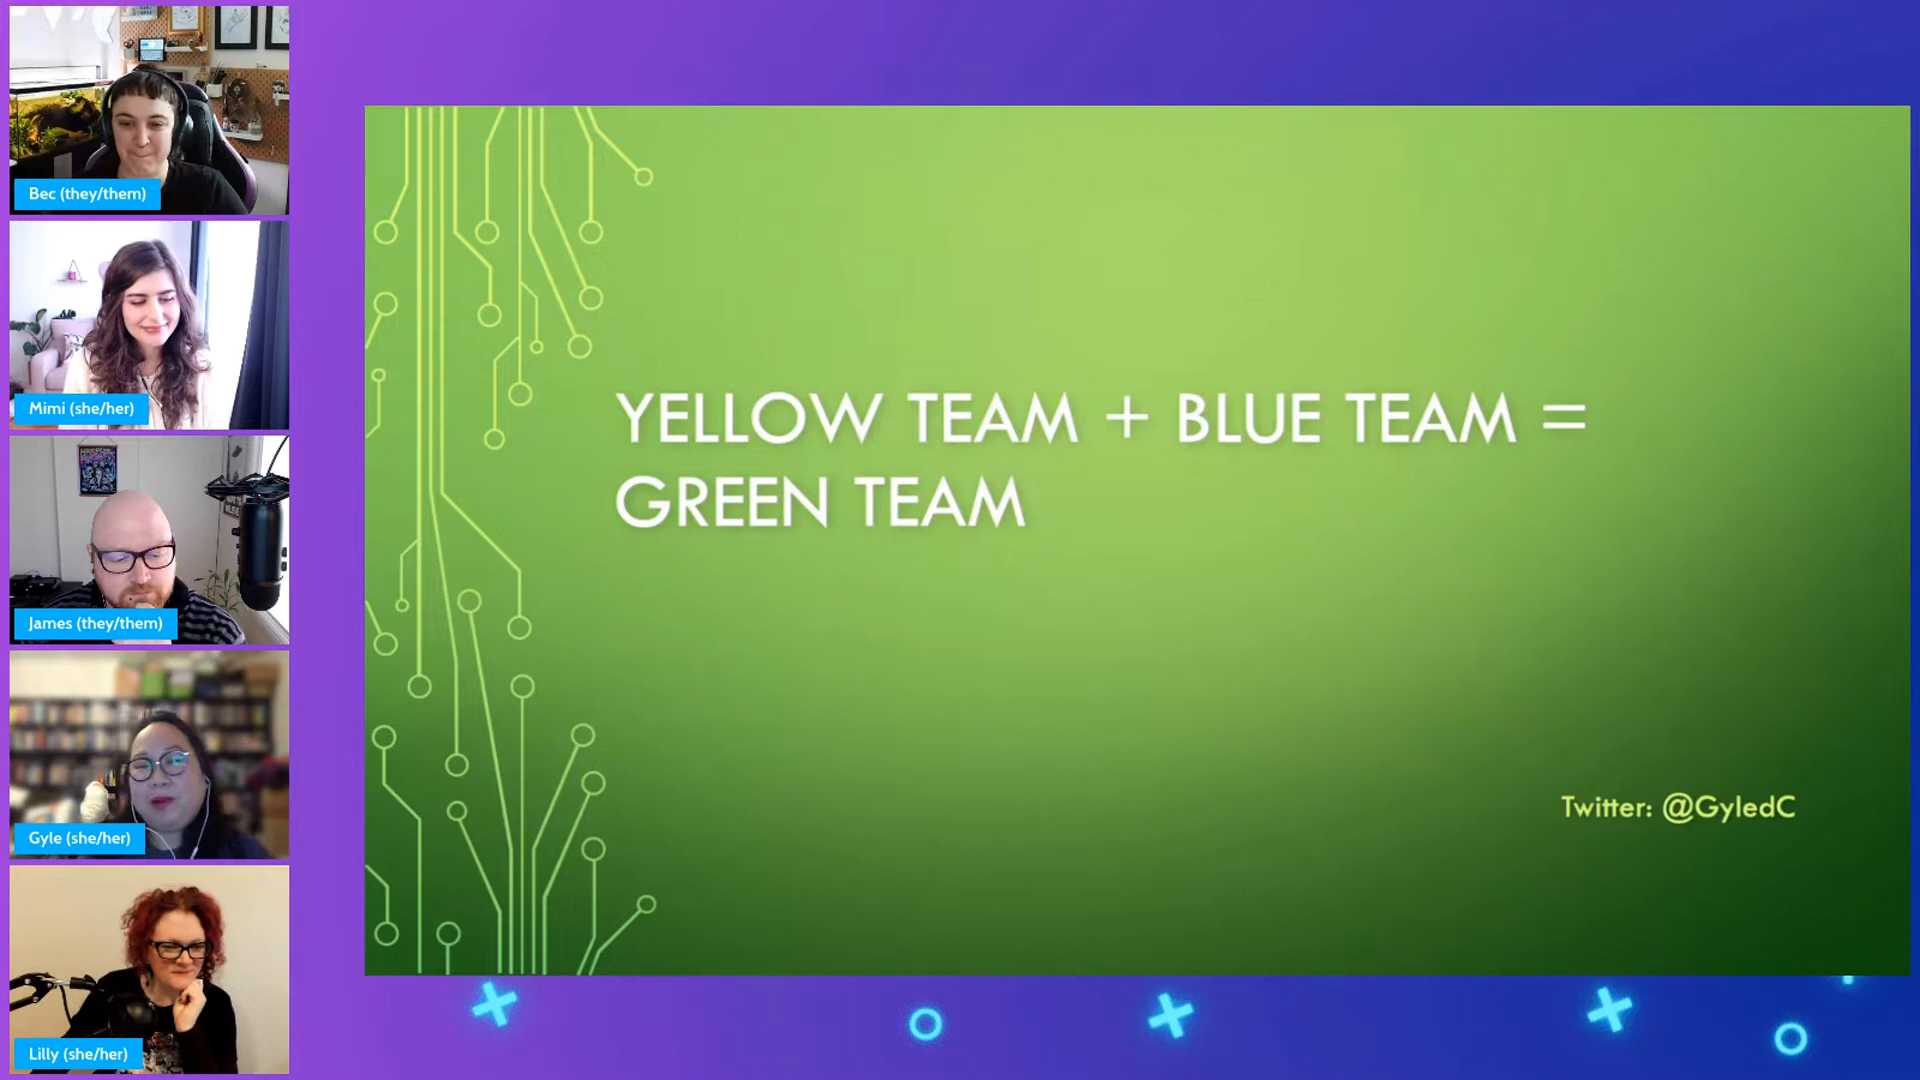 Bec (they/them)
Mimi (she/her)
James (they/them)
Gyle (she/her)
Lilly (she/her)
YELLOW TEAM + BLUE TEAM =
GREEN TEAM
Twitter: @GyledC